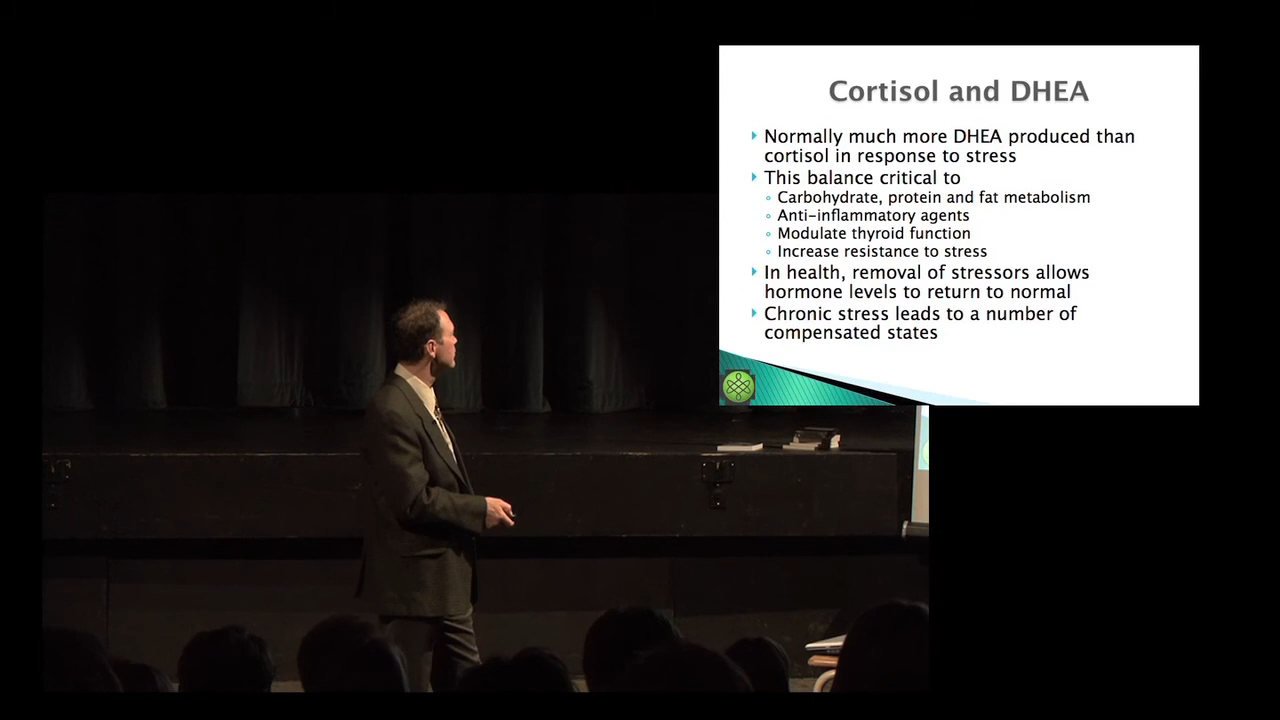 Cortisol and DHEA
Normally much more DHEA produced than
cortisol in response to stress
This balance critical to
Carbohydrate, protein and fat metabolism
Anti-inflammatory agents
Modulate thyroid function
Increase resistance to stress
In health, removal of stressors allows
hormone levels to return to normal
Chronic stress leads to a number of
compensated states